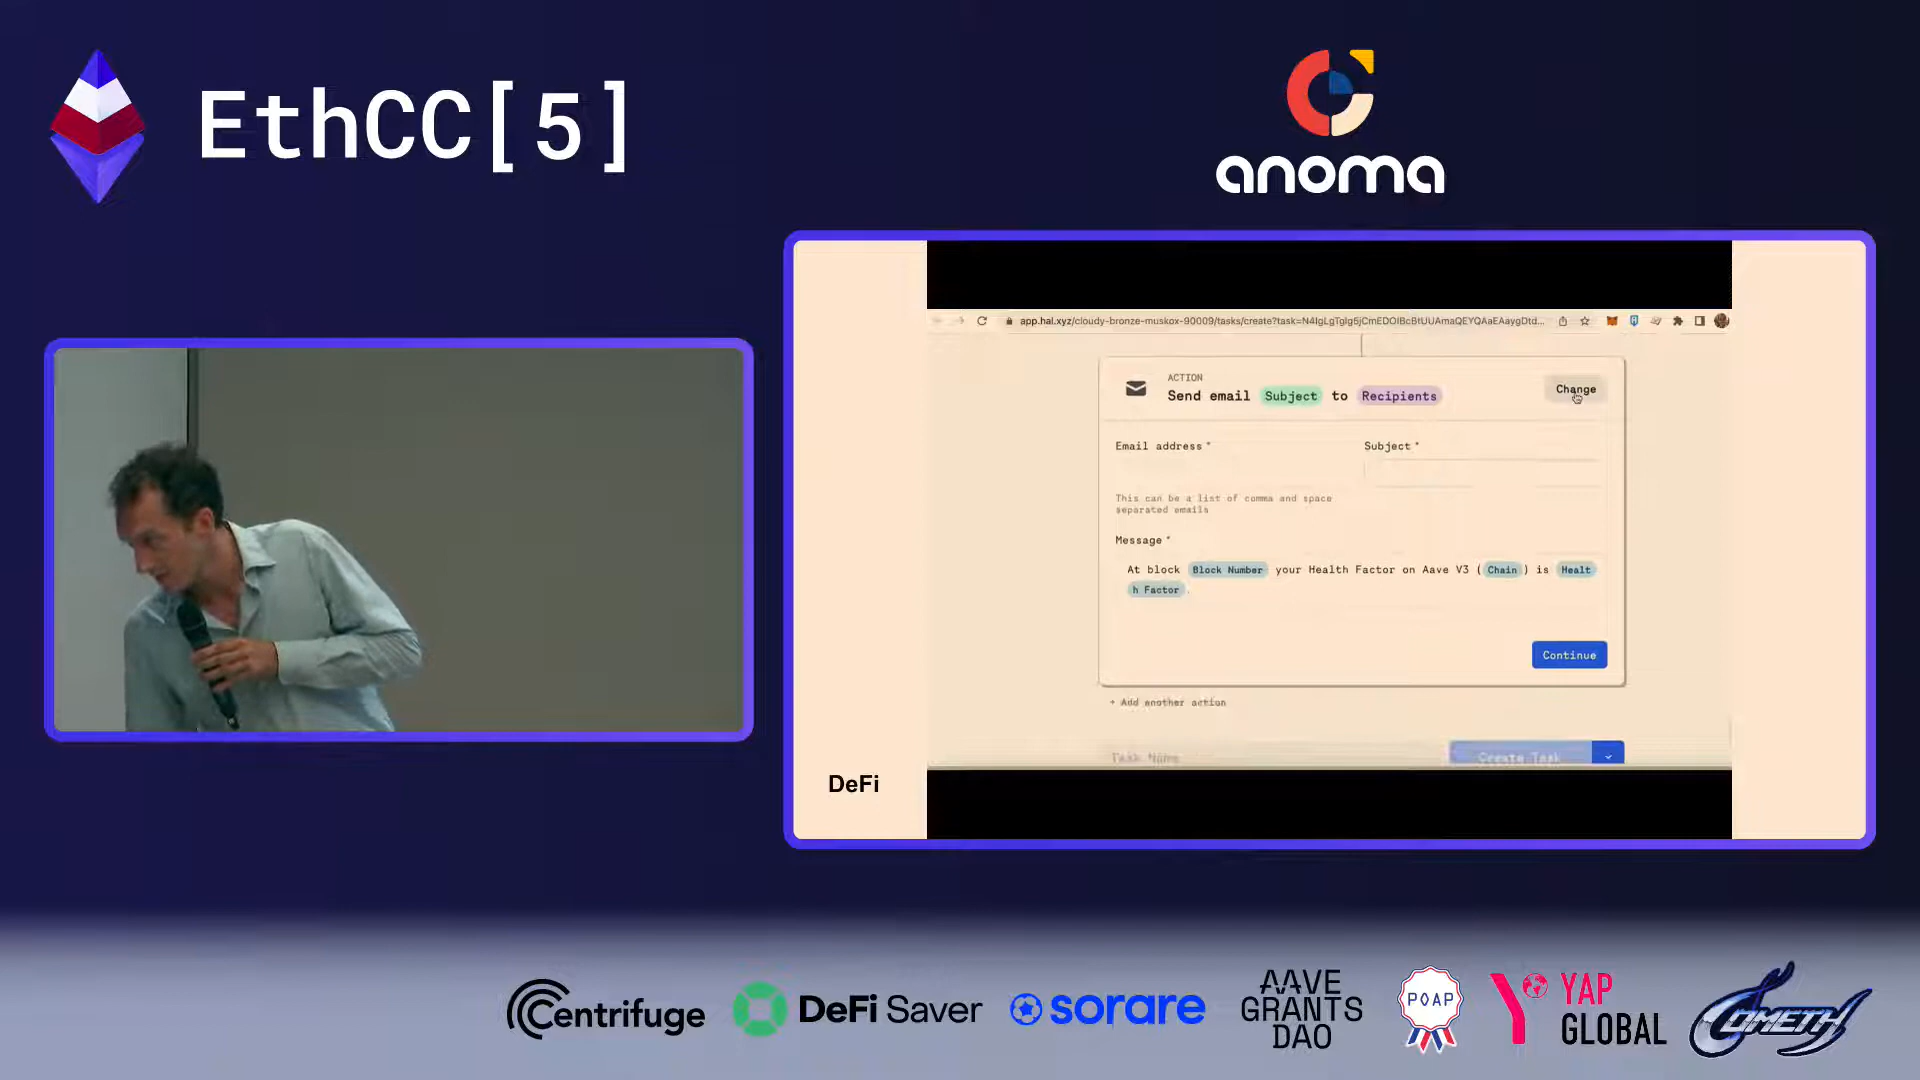 EthCC[5]
anoma
app.hal.xyz/cloudy-bronze-muskox-90009/tasks/create?task=
ACTION
Send email Subject to Recipients
Change
Email address *
Subject *
This can be a list of comma and space
separated emails
Message *
At block Block Number your Health Factor on Aave V3 ( Chain ) is Healt
h Factor .
Continue
+ Add another action
Task Name
Create Task
DeFi
Centrifuge
DeFi Saver
sorare
AAVE
GRANTS
DAO
POAP
YAP
GLOBAL
COMETH